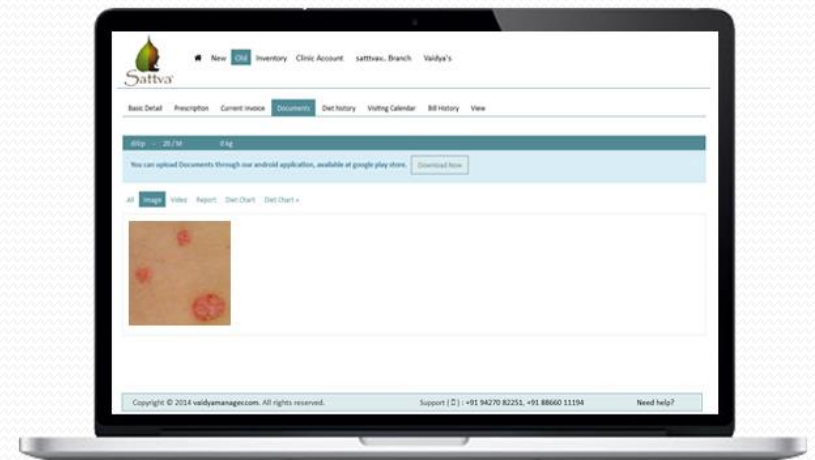 Sattva
New Old Inventory Clinic Account satttvax.. Branch Vaidya's
Basic Detail Prescription Current Invoice Documents Diet history Visiting Calendar Bill History View
dilip - 20 / M 0 kg
You can upload Documents through our android application, available at google play store. Download Now
All Image Video Report Diet Chart Diet Chart »
Copyright © 2014 vaidyamanager.com. All rights reserved. Support ( ) : +91 94270 82251, +91 88660 11194 Need help?